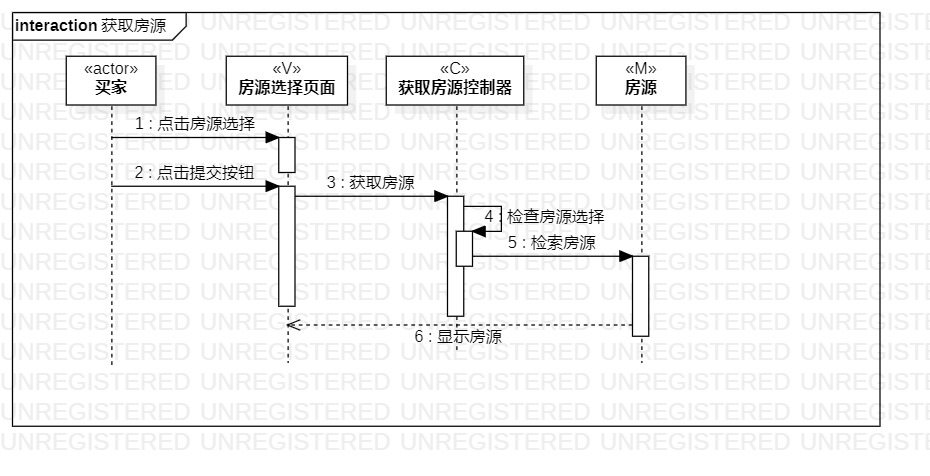 interaction 获取房源
«actor»
买家
«V»
房源选择页面
«C»
获取房源控制器
«M»
房源
1 : 点击房源选择
2 : 点击提交按钮
3 : 获取房源
4 : 检查房源选择
5 : 检索房源
6 : 显示房源
UNREGISTERED UNREGISTERED UNREGISTERED UNREGISTERED UNREGISTERED